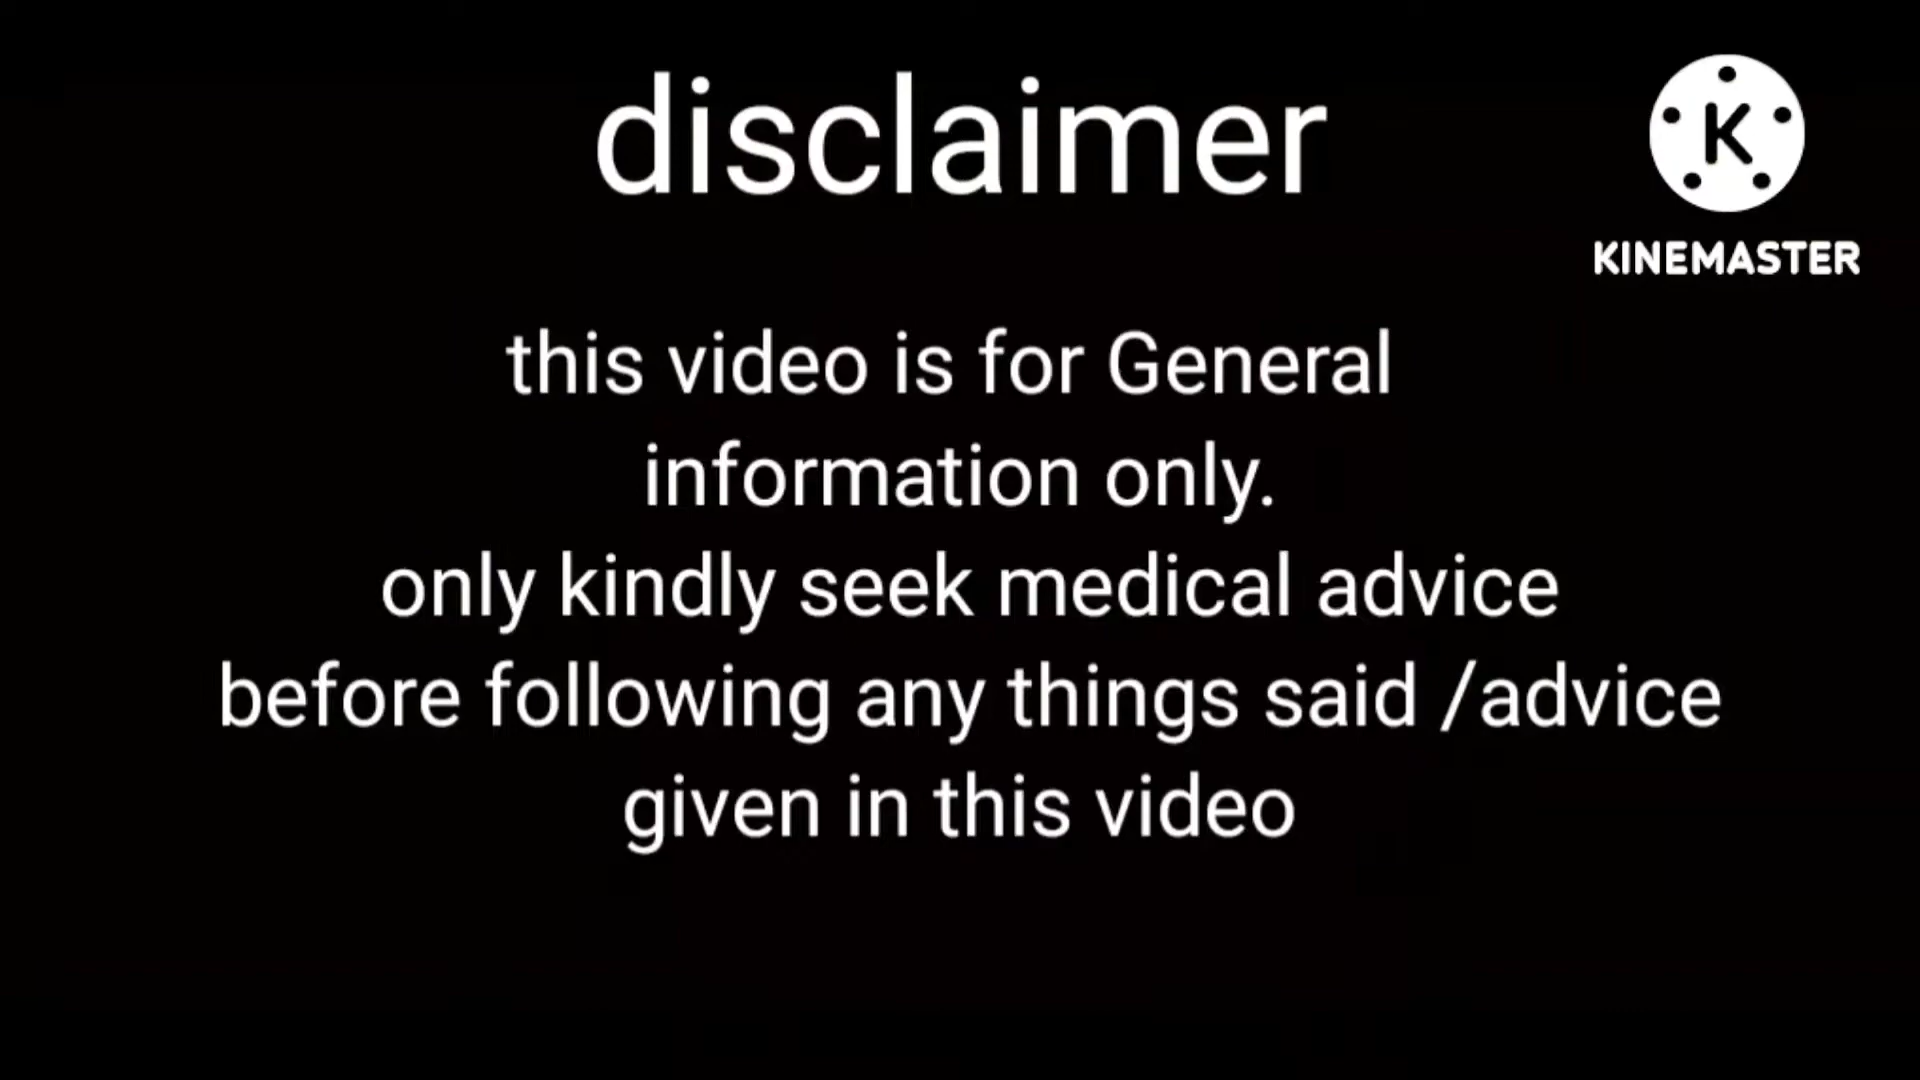 disclaimer
K
KINEMASTER
this video is for General
information only.
only kindly seek medical advice
before following any things said /advice
given in this video